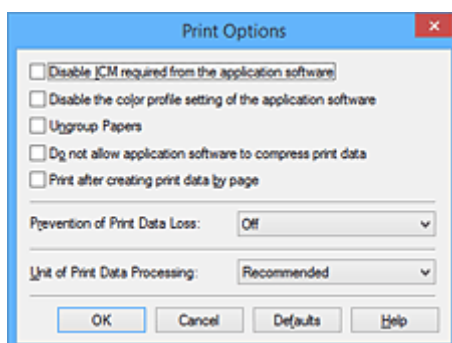 Print Options
Disable ICM required from the application software
Disable the color profile setting of the application software
Ungroup Papers
Do not allow application software to compress print data
Print after creating print data by page
Prevention of Print Data Loss: Off
Unit of Print Data Processing: Recommended
OK Cancel Defaults Help